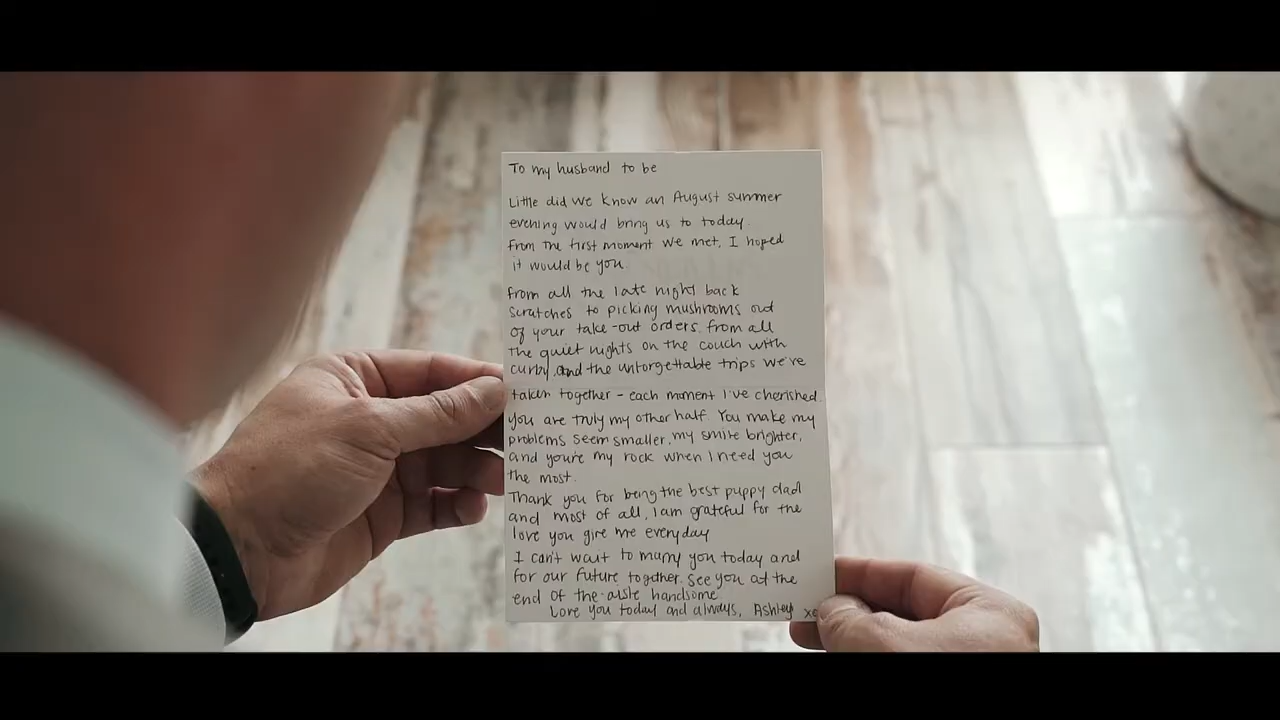 To my husband to be
Little did we know an August summer
evening would bring us to today.
From the first moment we met, I hoped
it would be you.
From all the late night back
scratches to picking mushrooms out
of your take-out orders. From all
the quiet nights on the couch with
curby, and the unforgettable trips we've
taken together - each moment I've cherished
You are truly my other half. You make my
problems seem smaller, my smile brighter,
and you're my rock when I need you
the most.
Thank you for being the best puppy dad
and most of all, I am grateful for the
love you give me everyday
I can't wait to marry you today and
for our future together. See you at the
end of the aisle handsome.
Love you today and always, Ashley